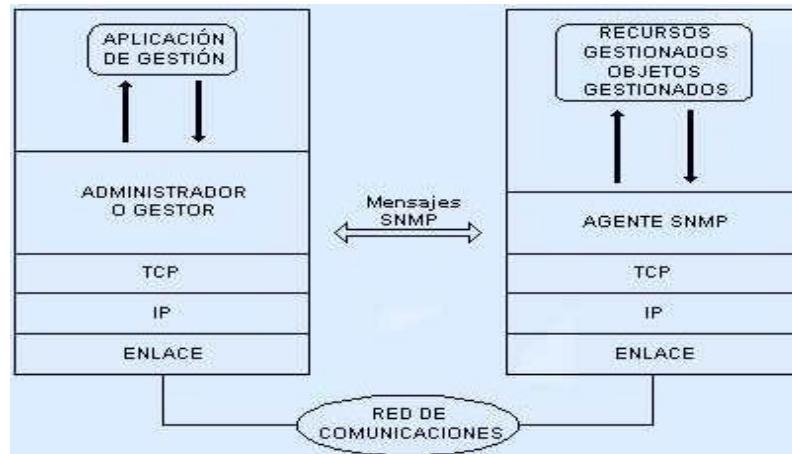 APLICACIÓN
DE GESTIÓN
ADMINISTRADOR
O GESTOR
TCP
IP
ENLACE
Mensajes
SNMP
RECURSOS
GESTIONADOS
OBJETOS
GESTIONADOS
AGENTE SNMP
TCP
IP
ENLACE
RED DE
COMUNICACIONES